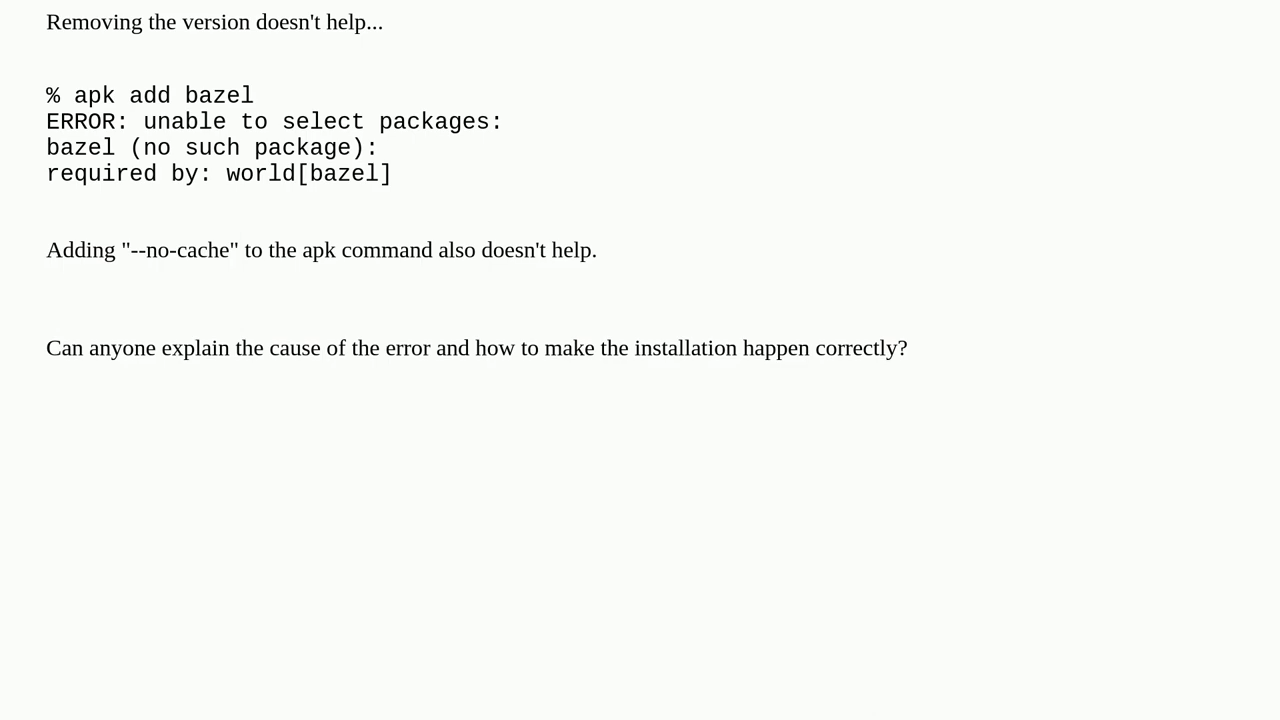 Removing the version doesn't help...
% apk add bazel
ERROR: unable to select packages:
bazel (no such package):
required by: world[bazel]
Adding "--no-cache" to the apk command also doesn't help.
Can anyone explain the cause of the error and how to make the installation happen correctly?